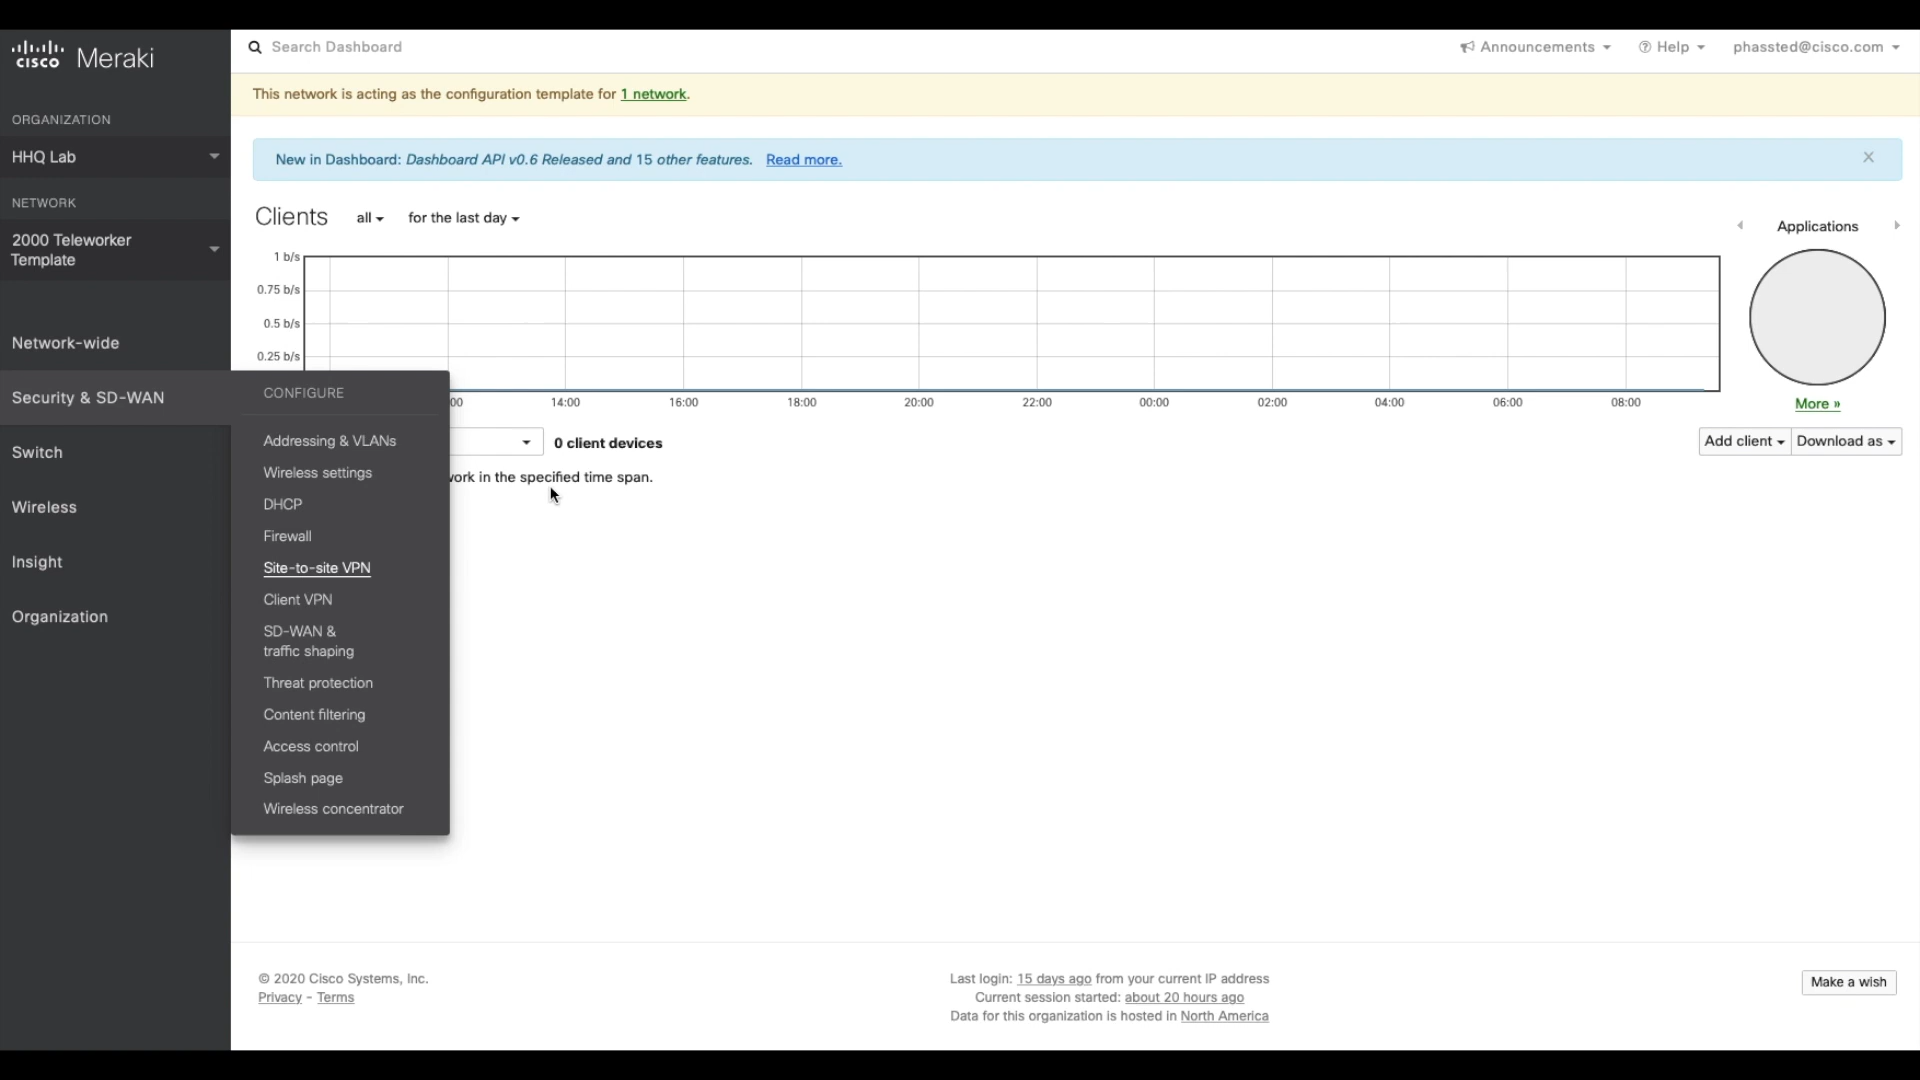 cisco Meraki
Search Dashboard
Announcements
Help
phassted@cisco.com
This network is acting as the configuration template for 1 network.
New in Dashboard: Dashboard API v0.6 Released and 15 other features. Read more.
ORGANIZATION
HHQ Lab
NETWORK
2000 Teleworker
Template
Network-wide
Security & SD-WAN
Switch
Wireless
Insight
Organization
CONFIGURE
Addressing & VLANs
Wireless settings
DHCP
Firewall
Site-to-site VPN
Client VPN
SD-WAN &
traffic shaping
Threat protection
Content filtering
Access control
Splash page
Wireless concentrator
Clients all for the last day
1 b/s
0.75 b/s
0.5 b/s
0.25 b/s
14:00 16:00 18:00 20:00 22:00 00:00 02:00 04:00 06:00 08:00
Applications
More »
0 client devices
Add client Download as
in the specified time span.
© 2020 Cisco Systems, Inc.
Privacy - Terms
Last login: 15 days ago from your current IP address
Current session started: about 20 hours ago
Data for this organization is hosted in North America
Make a wish